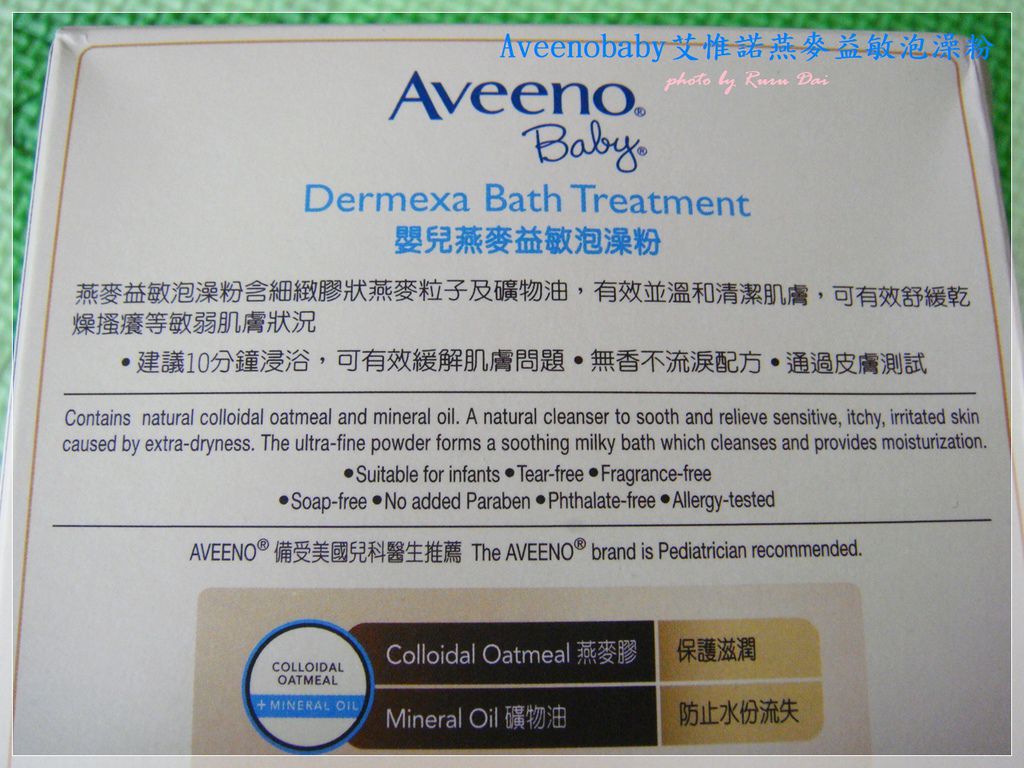 Aveenobaby艾惟諾燕麥益敏泡澡粉
photo by Ruru Dai
Aveeno®
Baby®
Dermexa Bath Treatment
嬰兒燕麥益敏泡澡粉
燕麥益敏泡澡粉含細緻膠狀燕麥粒子及礦物油，有效並溫和清潔肌膚，可有效舒緩乾
燥搔癢等敏弱肌膚狀況
•建議10分鐘浸浴，可有效緩解肌膚問題•無香不流淚配方•通過皮膚測試
Contains natural colloidal oatmeal and mineral oil. A natural cleanser to sooth and relieve sensitive, itchy, irritated skin
caused by extra-dryness. The ultra-fine powder forms a soothing milky bath which cleanses and provides moisturization.
•Suitable for infants •Tear-free •Fragrance-free
•Soap-free •No added Paraben •Phthalate-free •Allergy-tested
AVEENO® 備受美國兒科醫生推薦 The AVEENO® brand is Pediatrician recommended.
COLLOIDAL
OATMEAL
+ MINERAL OIL
Colloidal Oatmeal 燕麥膠 保護滋潤
Mineral Oil 礦物油 防止水份流失